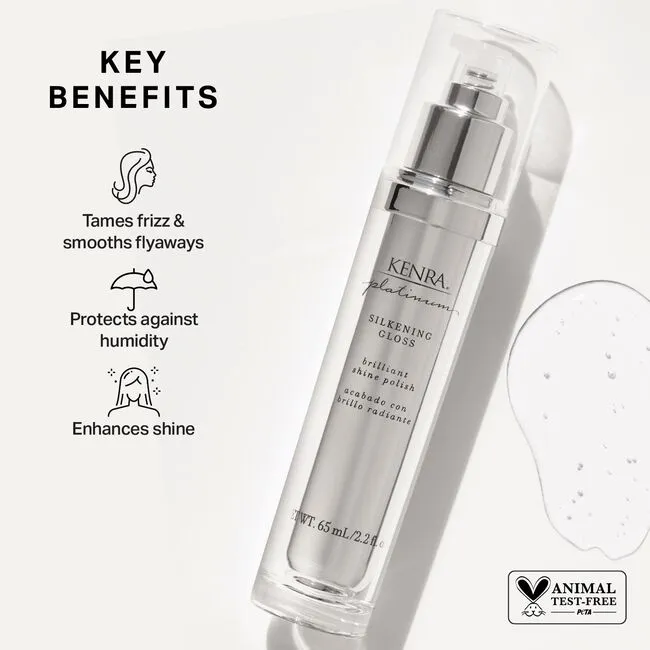 KEY
BENEFITS
Tames frizz &
smooths flyaways
Protects against
humidity
Enhances shine
KENRA®
platinum
SILKENING
GLOSS
brilliant
shine polish
acabado con
brillo radiante
WT. 65 mL/2.2 fl
ANIMAL
TEST-FREE
PETA